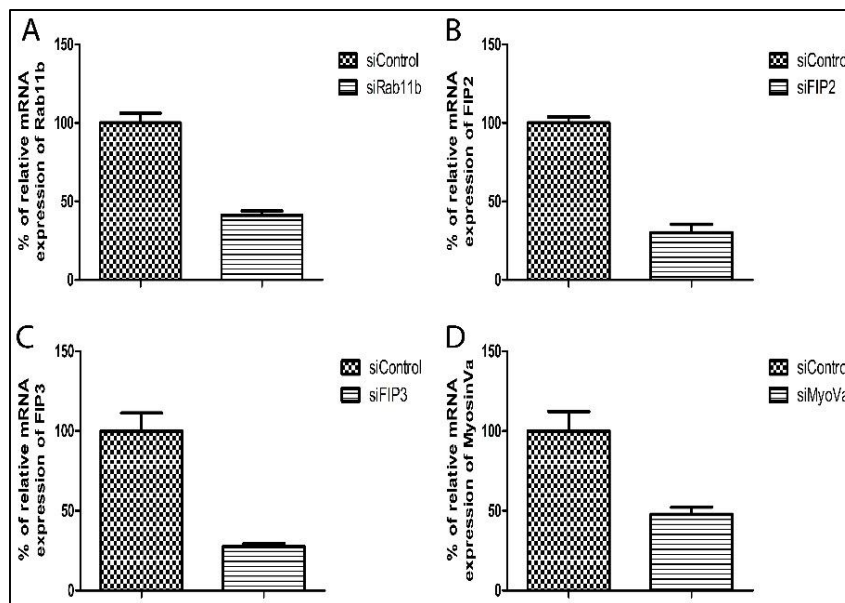 A
% of relative mRNA
expression of Rab11b
150
100
50
0
siControl
siRab11b
B
% of relative mRNA
expression of FIP2
150
100
50
0
siContro
siFIP2
C
% of relative mRNA
expression of FIP3
150
100
50
0
siControl
siFIP3
D
% of relative mRNA
expression of MyosinVa
150
100
50
0
siContro
siMyoVa